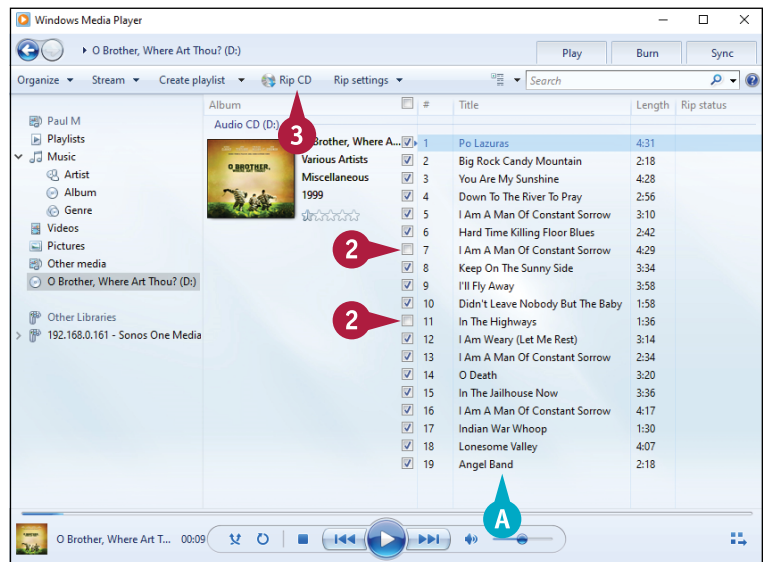 Windows Media Player
O Brother, Where Art Thou? (D:)
Play Burn Sync
Organize Stream Create playlist Rip CD Rip settings Search
Album # Title Length Rip status
Paul M
Playlists
Music
Artist
Album
Genre
Videos
Pictures
Other media
O Brother, Where Art Thou? (D:)
Other Libraries
192.168.0.161 - Sonos One Media
Audio CD (D:)
3
Brother, Where A...
Various Artists
Miscellaneous
1999
O BROTHER,
1 Po Lazuras 4:31
2 Big Rock Candy Mountain 2:18
3 You Are My Sunshine 4:28
4 Down To The River To Pray 2:56
5 I Am A Man Of Constant Sorrow 3:10
6 Hard Time Killing Floor Blues 2:42
2 7 I Am A Man Of Constant Sorrow 4:29
8 Keep On The Sunny Side 3:34
9 I'll Fly Away 3:58
10 Didn't Leave Nobody But The Baby 1:58
2 11 In The Highways 1:36
12 I Am Weary (Let Me Rest) 3:14
13 I Am A Man Of Constant Sorrow 2:34
14 O Death 3:20
15 In The Jailhouse Now 3:36
16 I Am A Man Of Constant Sorrow 4:17
17 Indian War Whoop 1:30
18 Lonesome Valley 4:07
19 Angel Band 2:18
A
O Brother, Where Art T... 00:09